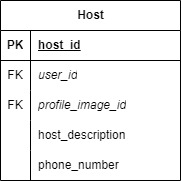 Host
PK host_id
FK user_id
FK profile_image_id
host_description
phone_number